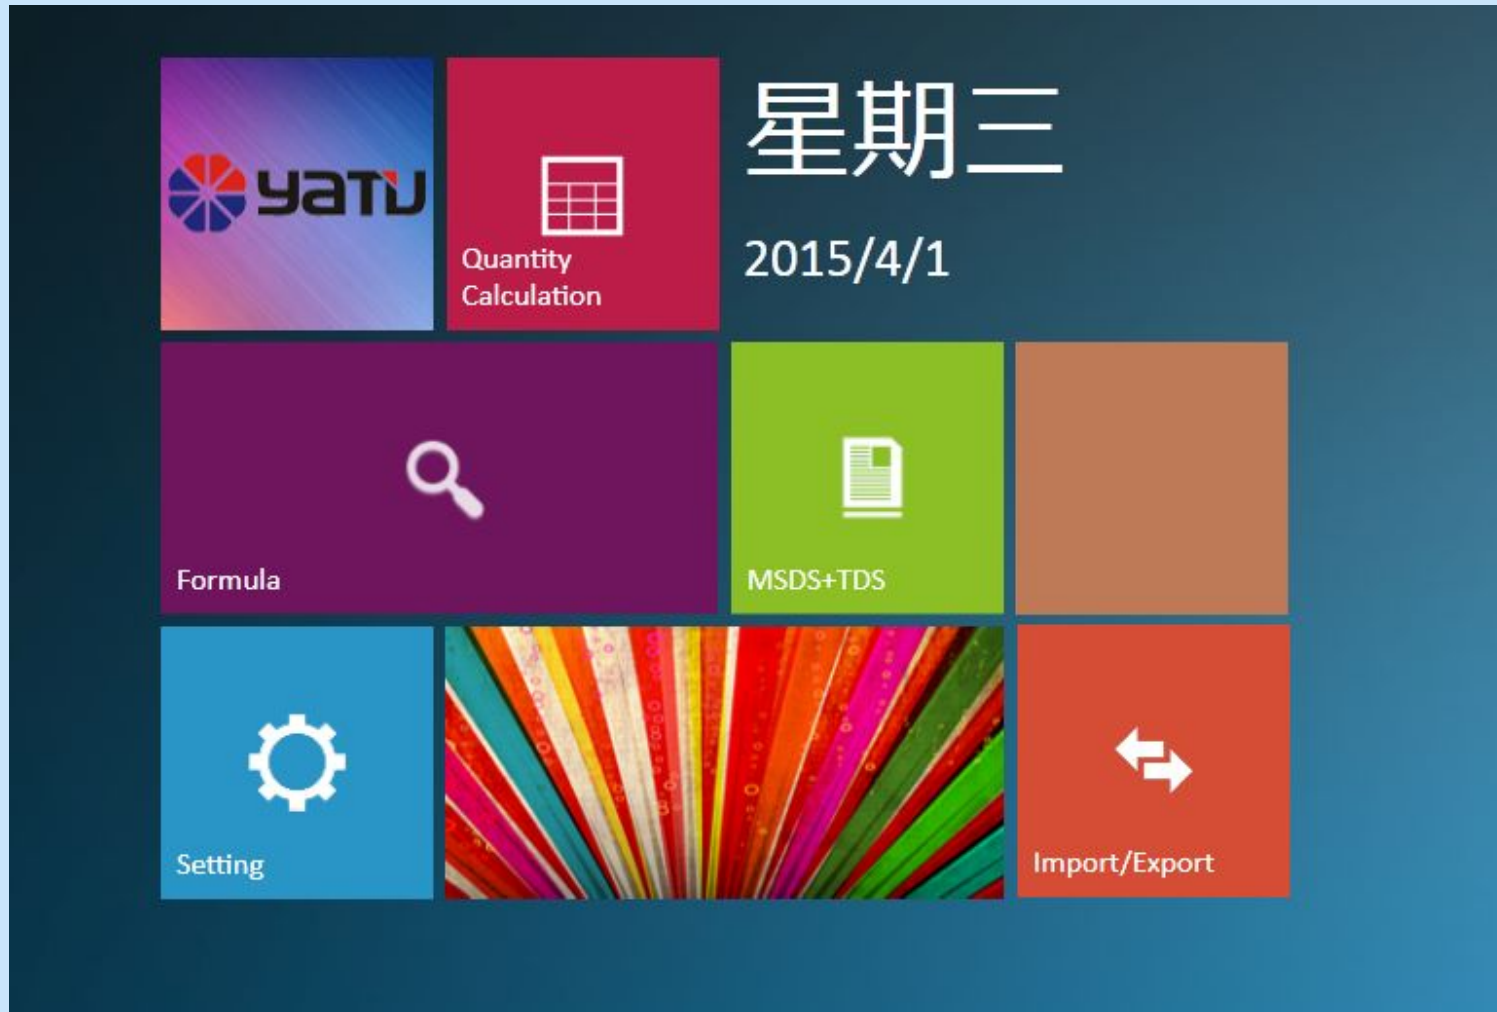 yaTU
Quantity
Calculation
星期三
2015/4/1
Formula
MSDS+TDS
Setting
Import/Export